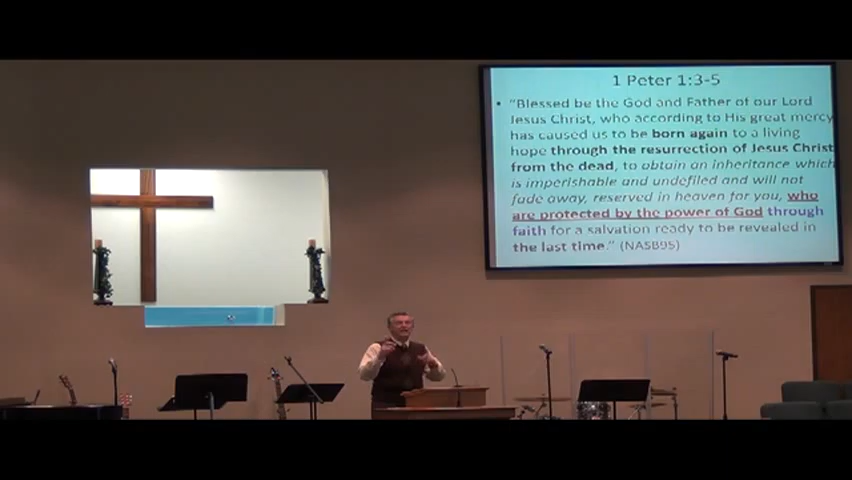 1 Peter 1:3-5
• "Blessed be the God and Father of our Lord
Jesus Christ, who according to His great mercy
has caused us to be born again to a living
hope through the resurrection of Jesus Christ
from the dead, to obtain an inheritance which
is imperishable and undefiled and will not
fade away, reserved in heaven for you, who
are protected by the power of God through
faith for a salvation ready to be revealed in
the last time." (NASB95)